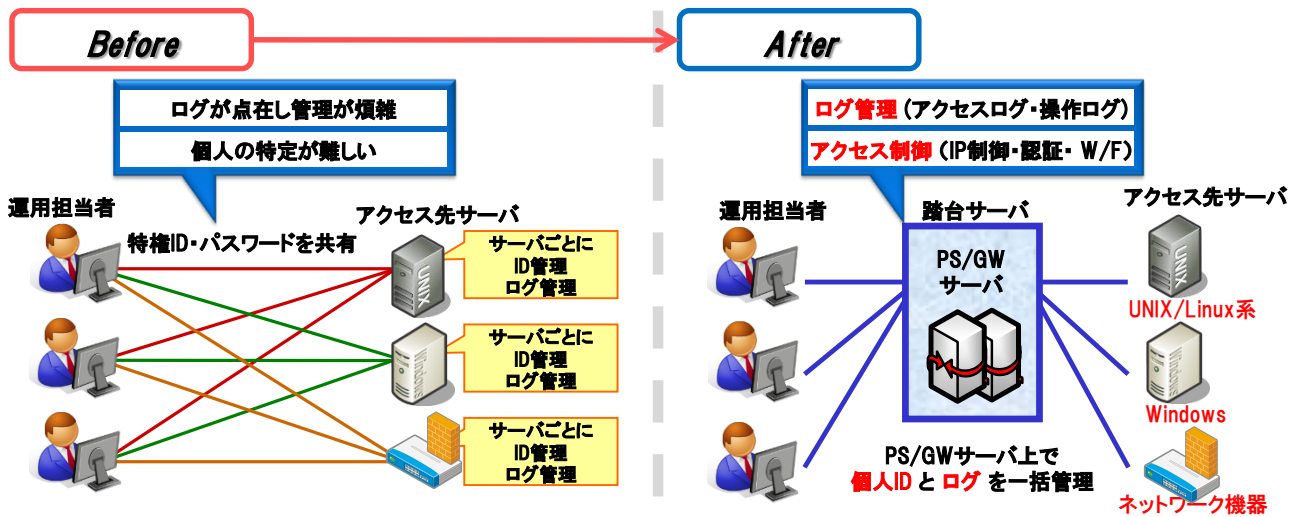 Before
After
ログが点在し管理が煩雑
個人の特定が難しい
運用担当者
特権ID・パスワードを共有
アクセス先サーバ
UNIX
サーバごとに
ID管理
ログ管理
Windows
サーバごとに
ID管理
ログ管理
サーバごとに
ID管理
ログ管理
ログ管理 (アクセスログ・操作ログ)
アクセス制御 (IP制御・認証・ W/F)
運用担当者
踏台サーバ
アクセス先サーバ
PS/GW
サーバ
UNIX
UNIX/Linux系
Windows
Windows
PS/GWサーバ上で
個人ID と ログ を一括管理
ネットワーク機器